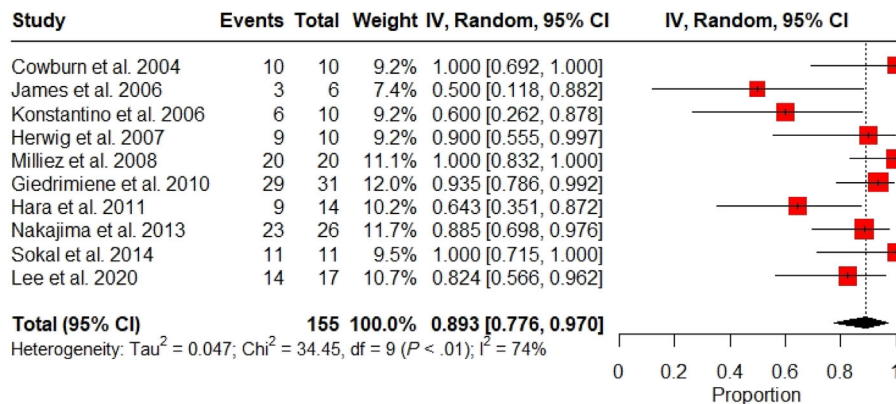 Study Events Total Weight IV, Random, 95% CI IV, Random, 95% CI
Cowburn et al. 2004 10 10 9.2% 1.000 [0.692, 1.000]
James et al. 2006 3 6 7.4% 0.500 [0.118, 0.882]
Konstantino et al. 2006 6 10 9.2% 0.600 [0.262, 0.878]
Herwig et al. 2007 9 10 9.2% 0.900 [0.555, 0.997]
Milliez et al. 2008 20 20 11.1% 1.000 [0.832, 1.000]
Giedrimiene et al. 2010 29 31 12.0% 0.935 [0.786, 0.992]
Hara et al. 2011 9 14 10.2% 0.643 [0.351, 0.872]
Nakajima et al. 2013 23 26 11.7% 0.885 [0.698, 0.976]
Sokal et al. 2014 11 11 9.5% 1.000 [0.715, 1.000]
Lee et al. 2020 14 17 10.7% 0.824 [0.566, 0.962]
Total (95% CI) 155 100.0% 0.893 [0.776, 0.970]
Heterogeneity: Tau² = 0.047; Chi² = 34.45, df = 9 (P < .01); I² = 74%
0 0.2 0.4 0.6 0.8 1
Proportion